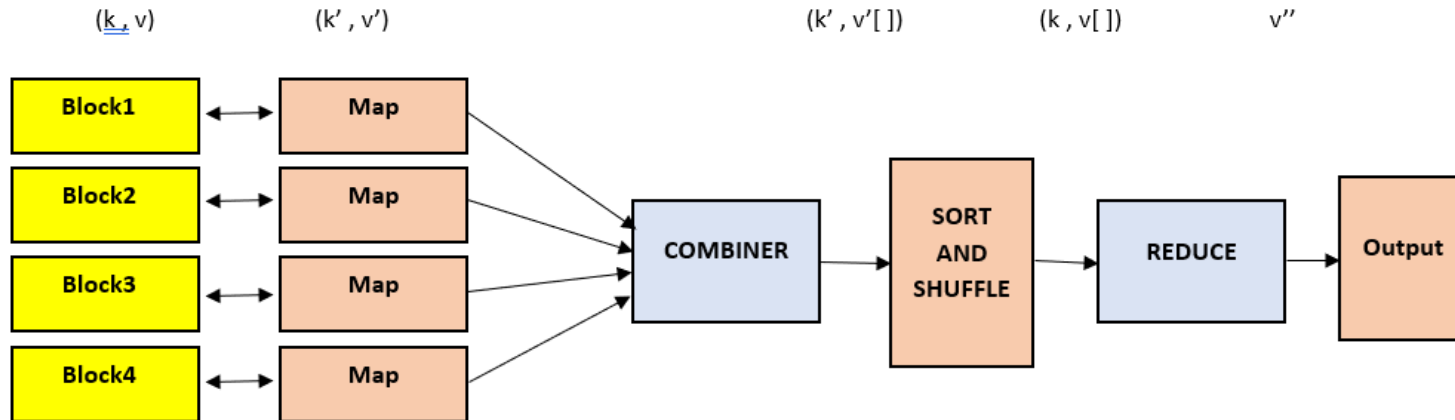 (k , v)
(k’ , v’)
(k’ , v’[ ])
(k , v[ ])
v’’
Block1
Map
Block2
Map
Block3
Map
Block4
Map
COMBINER
SORT
AND
SHUFFLE
REDUCE
Output